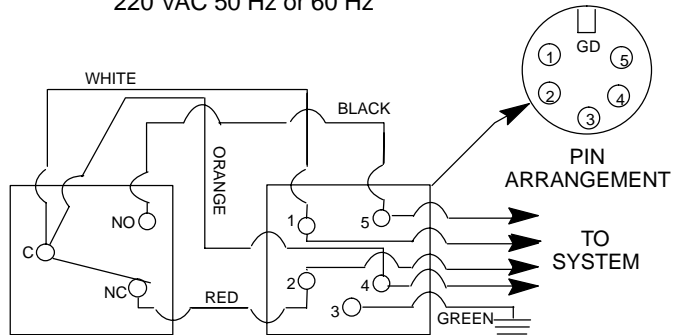 220 VAC 50 Hz or 60 Hz
GD
1
5
2
4
3
WHITE
BLACK
ORANGE
PIN
ARRANGEMENT
NO
C
NC
RED
1
5
2
4
3
GREEN
TO
SYSTEM